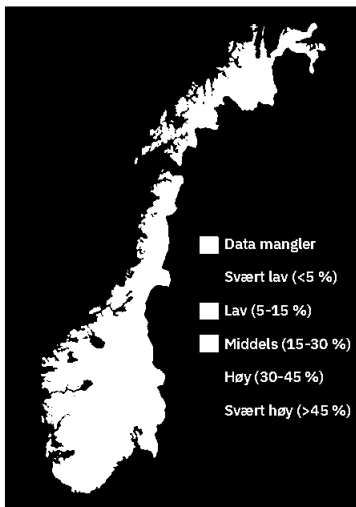 Data mangler
Svært lav (<5 %)
Lav (5-15 %)
Middels (15-30 %)
Høy (30-45 %)
Svært høy (>45 %)